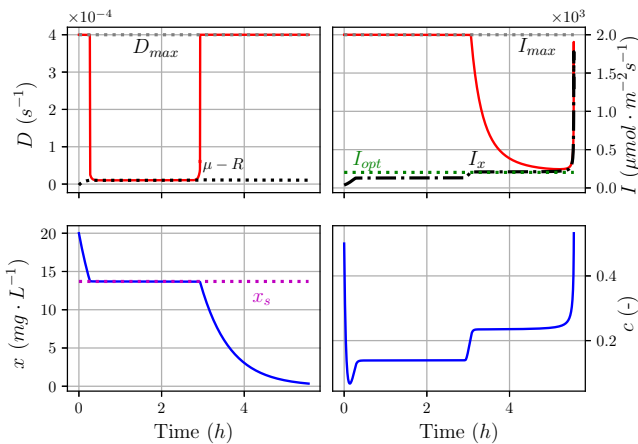 ×10⁻⁴
×10³
4
3
2
1
0
D (s⁻¹)
D_max
μ − R
I_max
I_opt
I_x
2.0
1.5
1.0
0.5
0.0
I (μmol · m⁻²s⁻¹)
20
15
10
5
0
x (mg · L⁻¹)
x_s
0.4
0.2
c (-)
0 2 4
0 2 4
Time (h)
Time (h)